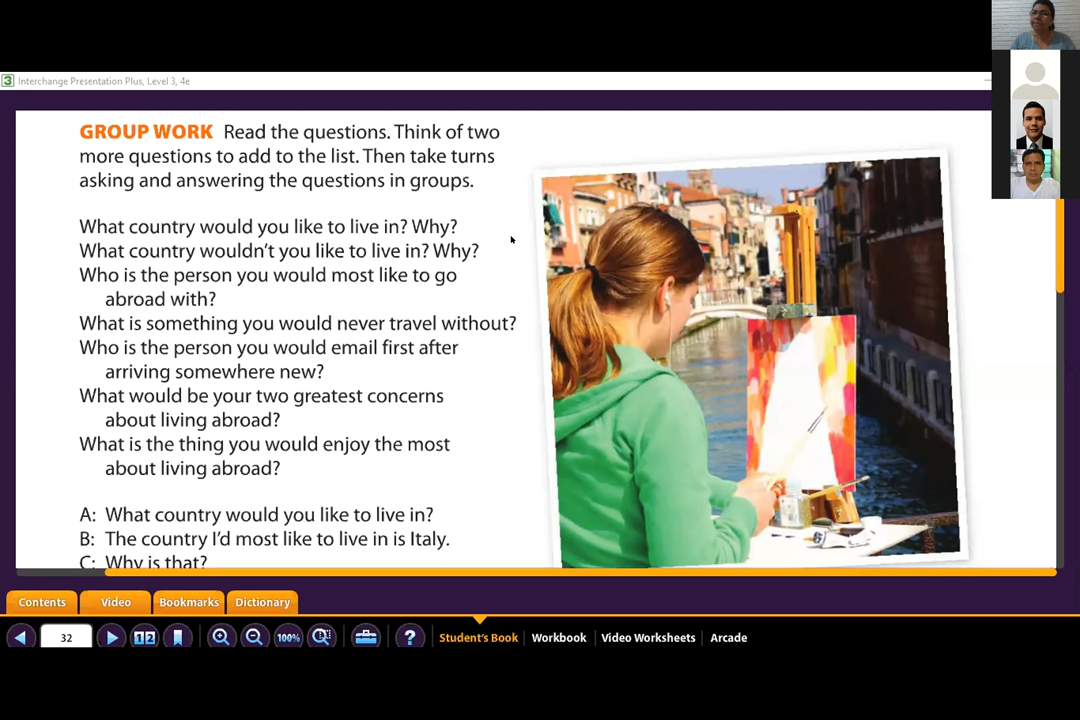 3 Interchange Presentation Plus, Level 3, 4e
GROUP WORK Read the questions. Think of two
more questions to add to the list. Then take turns
asking and answering the questions in groups.
What country would you like to live in? Why?
What country wouldn't you like to live in? Why?
Who is the person you would most like to go
abroad with?
What is something you would never travel without?
Who is the person you would email first after
arriving somewhere new?
What would be your two greatest concerns
about living abroad?
What is the thing you would enjoy the most
about living abroad?
A: What country would you like to live in?
B: The country I'd most like to live in is Italy.
C: Why is that?
Contents Video Bookmarks Dictionary
32 1 2 100% ? Student's Book Workbook Video Worksheets Arcade